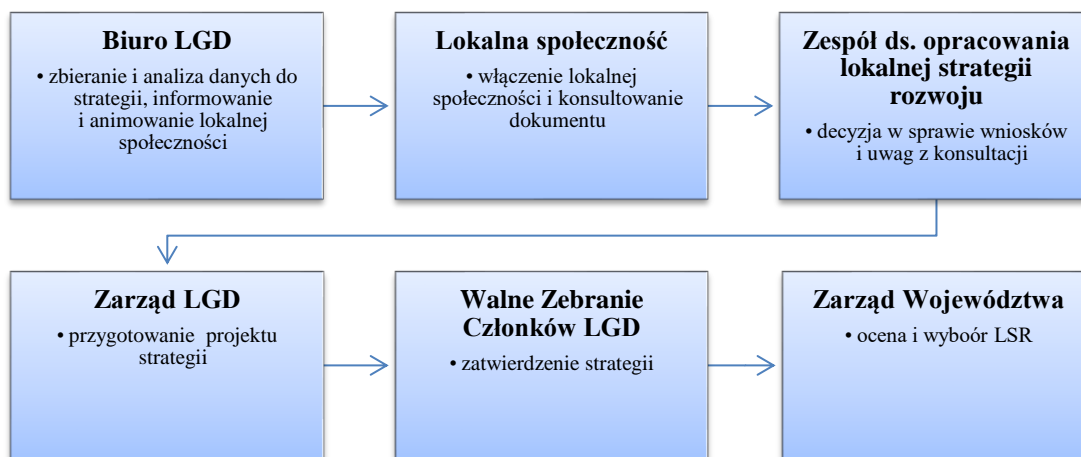 Biuro LGD
• zbieranie i analiza danych do
strategii, informowanie
i animowanie lokalnej
społeczności
Lokalna społeczność
• włączenie lokalnej
społeczności i konsultowanie
dokumentu
Zespół ds. opracowania
lokalnej strategii
rozwoju
• decyzja w sprawie wniosków
i uwag z konsultacji
Zarząd LGD
• przygotowanie projektu
strategii
Walne Zebranie
Członków LGD
• zatwierdzenie strategii
Zarząd Województwa
• ocena i wyboór LSR